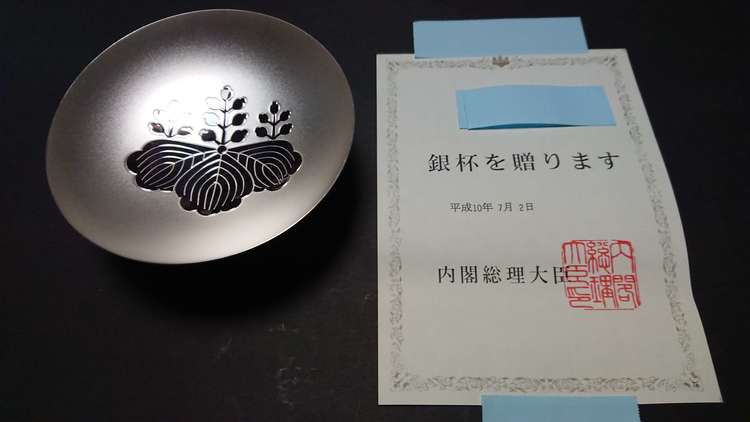 銀杯を贈ります
平成10年 7月 2日
内閣総理大臣
内閣総理大臣印